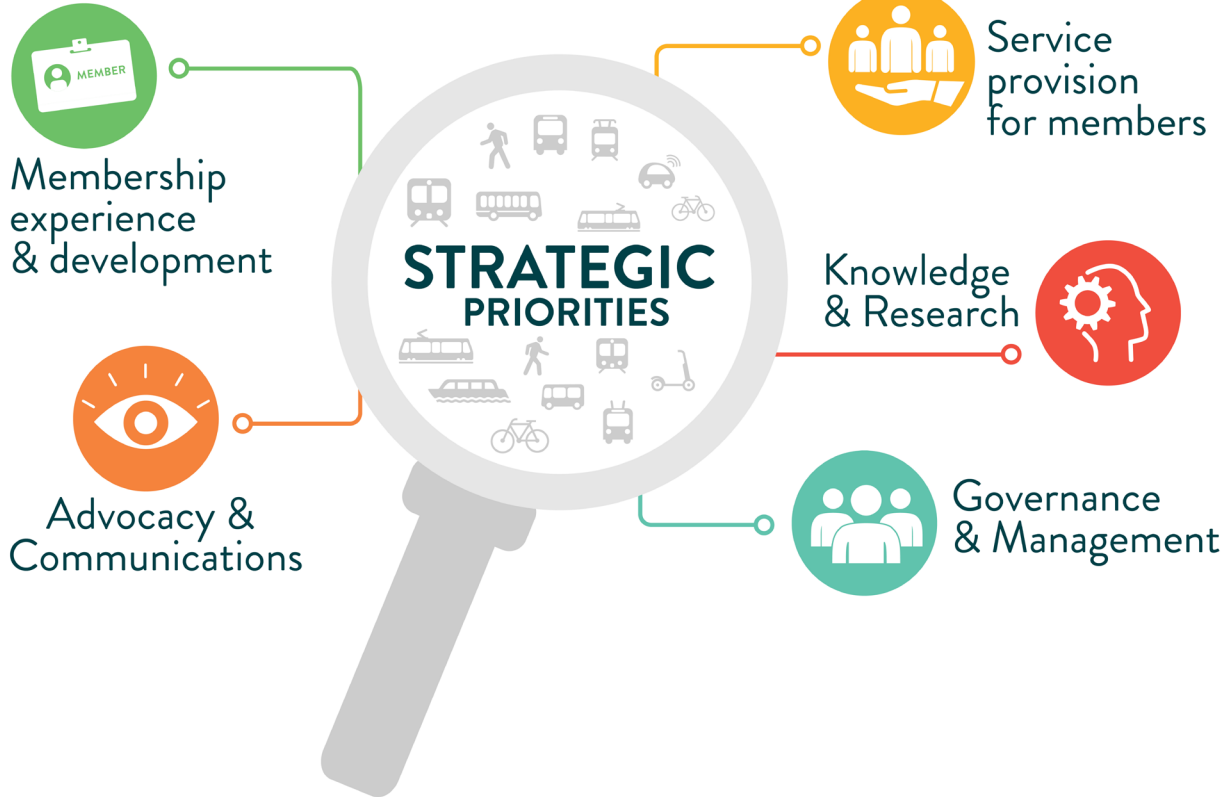 MEMBER
Membership
experience
& development
Advocacy &
Communications
STRATEGIC
PRIORITIES
Service
provision
for members
Knowledge
& Research
Governance
& Management